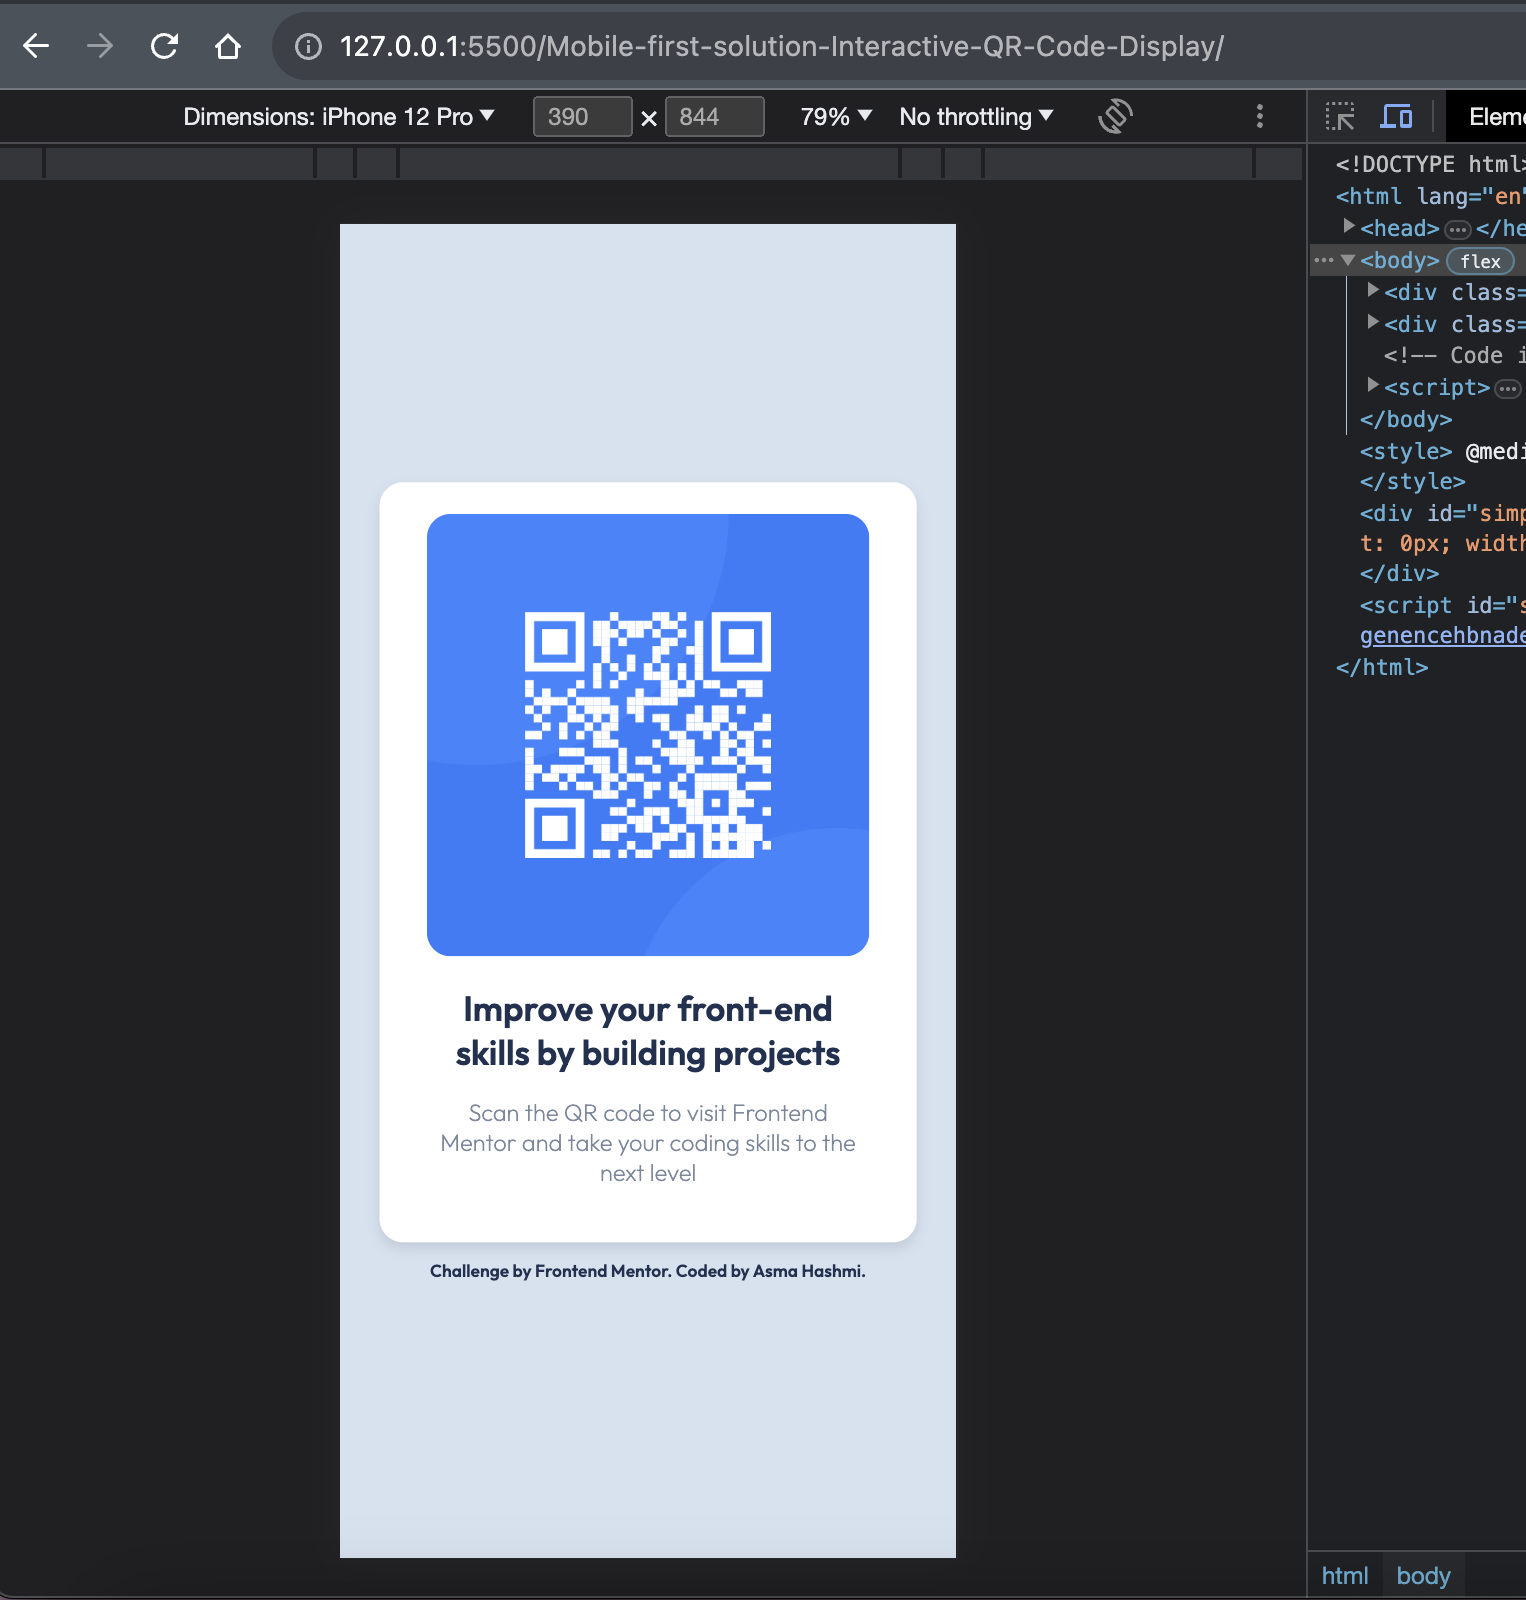 127.0.0.1:5500/Mobile-first-solution-Interactive-QR-Code-Display/
Dimensions: iPhone 12 Pro 390 × 844 79% No throttling
Elem
<!DOCTYPE html>
<html lang="en"
<head> ••• </he
••• <body> flex
<div class=
<div class=
<!-- Code i
<script> •••
</body>
<style> @medi
</style>
<div id="simp
t: 0px; width
</div>
<script id="s
genencehbnade
</html>
Improve your front-end
skills by building projects
Scan the QR code to visit Frontend
Mentor and take your coding skills to the
next level
Challenge by Frontend Mentor. Coded by Asma Hashmi.
html body